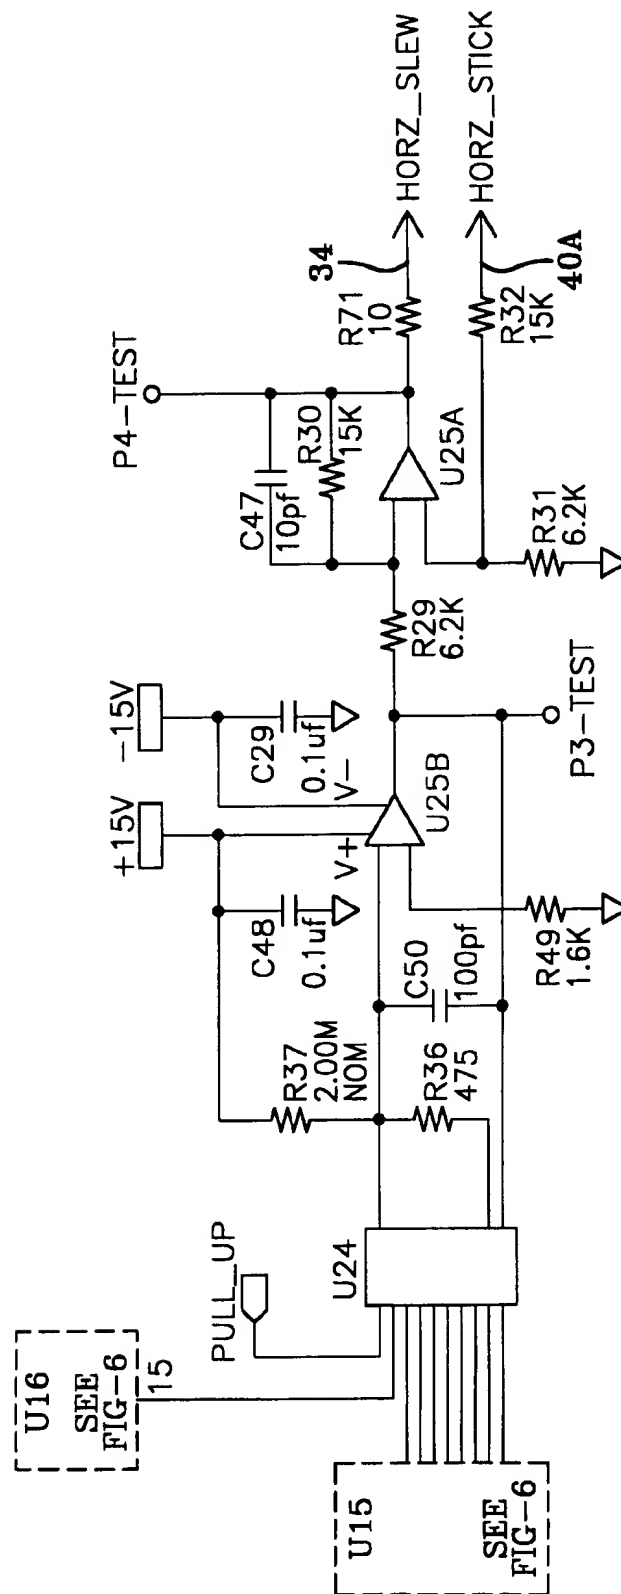 U16
SEE
FIG-6
15
U15
SEE
FIG-6
PULL_UP
U24
R37
2.00M
NOM
R36
475
C48
0.1uf
C50
100pf
R49
1.6K
+15V
-15V
V+
V-
C29
0.1uf
U25B
P3-TEST
R29
6.2K
C47
10pf
R30
15K
P4-TEST
U25A
R31
6.2K
R71
10
34
HORZ_SLEW
R32
15K
40A
HORZ_STICK